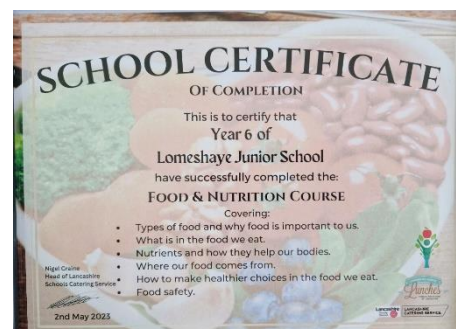 SCHOOL CERTIFICATE
OF COMPLETION
This is to certify that
Year 6 of
Lomeshaye Junior School
have successfully completed the:
FOOD & NUTRITION COURSE
Covering:
• Types of food and why food is important to us.
• What is in the food we eat.
• Nutrients and how they help our bodies.
• Where our food comes from.
• How to make healthier choices in the food we eat.
• Food safety.
Nigel Craine
Head of Lancashire
Schools Catering Service
2nd May 2023
Lunches
Lancashire
LANCASHIRE
CATERING SERVICE